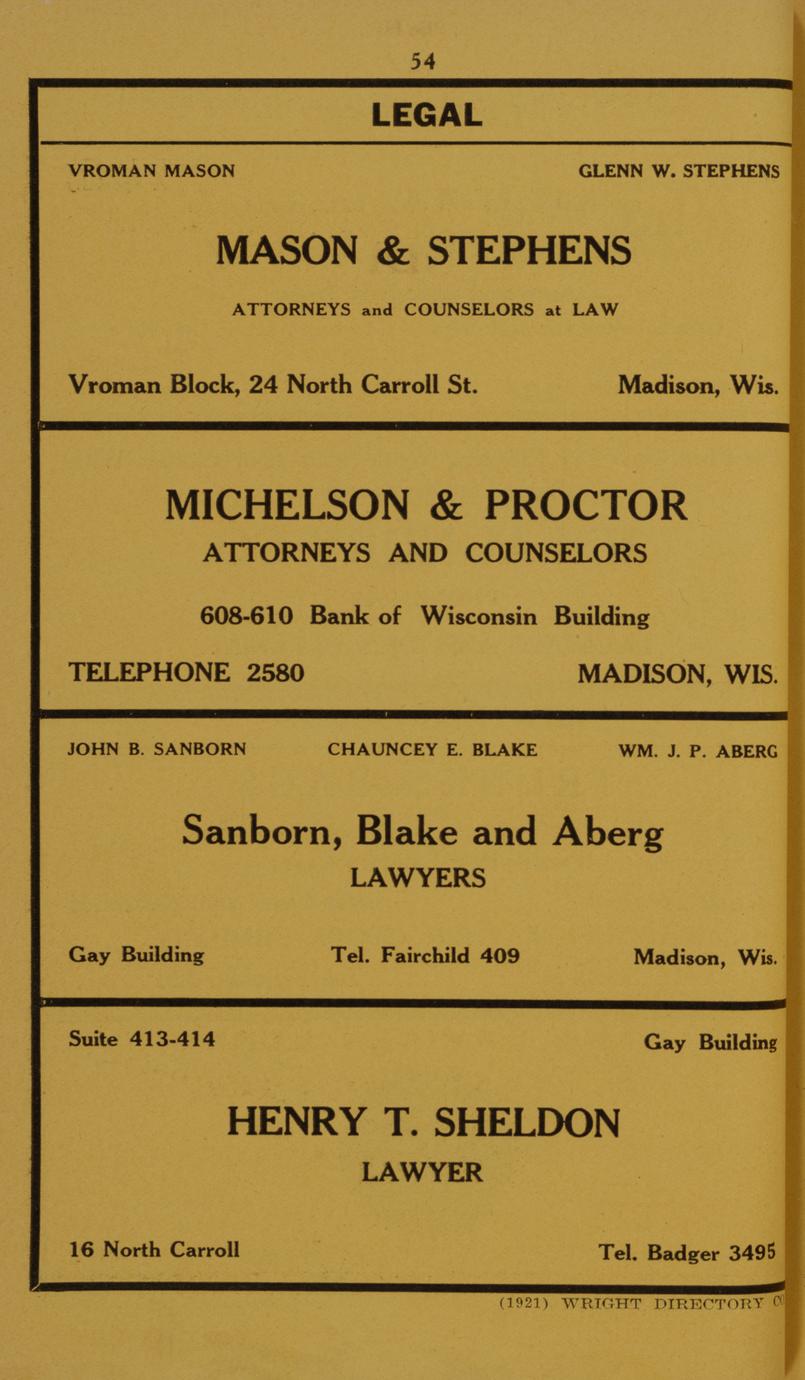 54
LEGAL
VROMAN MASON GLENN W. STEPHENS
MASON & STEPHENS
ATTORNEYS and COUNSELORS at LAW
Vroman Block, 24 North Carroll St. Madison, Wis.
MICHELSON & PROCTOR
ATTORNEYS AND COUNSELORS
608-610 Bank of Wisconsin Building
TELEPHONE 2580 MADISON, WIS.
JOHN B. SANBORN CHAUNCEY E. BLAKE WM. J. P. ABERG
Sanborn, Blake and Aberg
LAWYERS
Gay Building Tel. Fairchild 409 Madison, Wis.
Suite 413-414 Gay Building
HENRY T. SHELDON
LAWYER
16 North Carroll Tel. Badger 3495
(1921) WRIGHT DIRECTORY